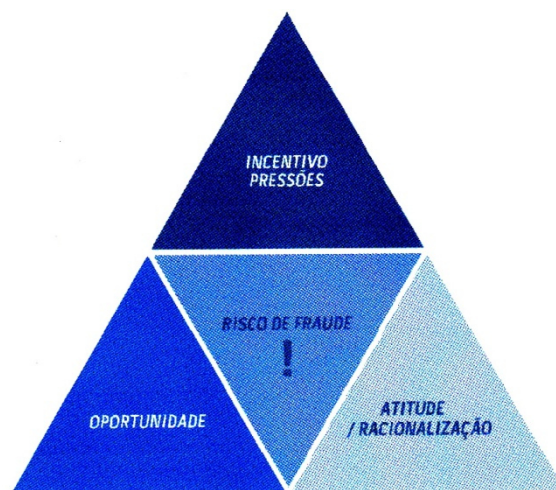 INCENTIVO
PRESSÕES
RISCO DE FRAUDE
!
OPORTUNIDADE
ATITUDE
/ RACIONALIZAÇÃO